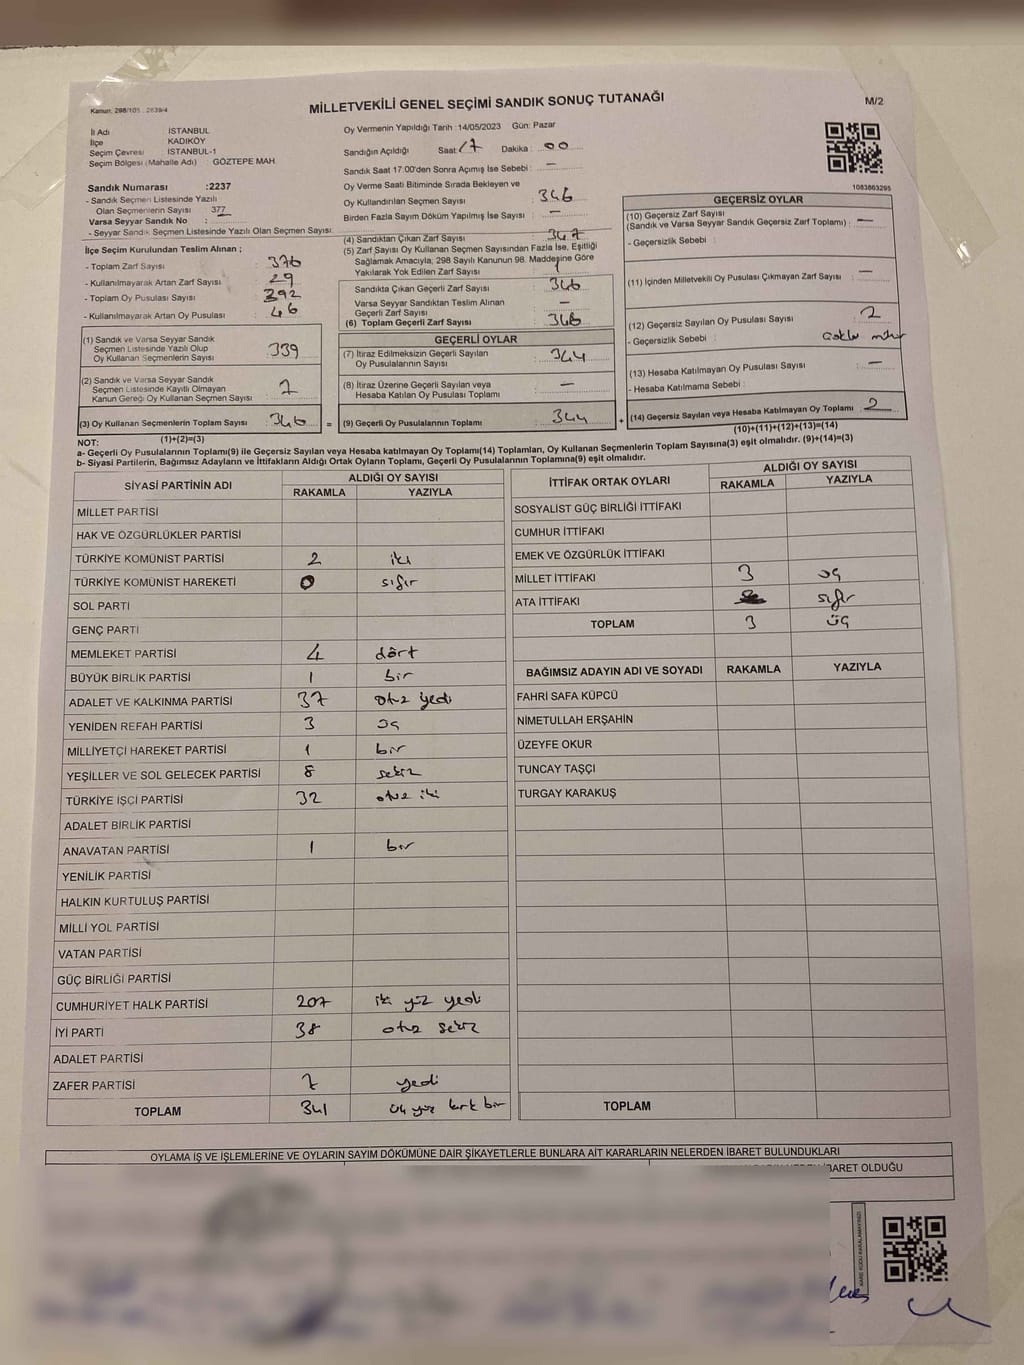 Kanun: 298/105 . 2839/4
MİLLETVEKİLİ GENEL SEÇİMİ SANDIK SONUÇ TUTANAĞI
M/2
İl Adı İSTANBUL
İlçe KADIKÖY
Seçim Çevresi İSTANBUL-1
Seçim Bölgesi (Mahalle Adı) : GÖZTEPE MAH.
Oy Vermenin Yapıldığı Tarih :14/05/2023 Gün: Pazar
Sandığın Açıldığı Saat: 17 Dakika : 00
Sandık Saat 17:00'den Sonra Açımış İse Sebebi : —
Oy Verme Saati Bitiminde Sırada Bekleyen ve
Oy Kullandırılan Seçmen Sayısı : 346
Birden Fazla Sayım Döküm Yapılmış İse Sayısı : —
1083863295
Sandık Numarası :2237
- Sandık Seçmen Listesinde Yazılı
Olan Seçmenlerin Sayısı 377
Varsa Seyyar Sandık No : —
- Seyyar Sandık Seçmen Listesinde Yazılı Olan Seçmen Sayısı:
İlçe Seçim Kurulundan Teslim Alınan ;
- Toplam Zarf Sayısı : 376
- Kullanılmayarak Artan Zarf Sayısı : 29
- Toplam Oy Pusulası Sayısı : 392
- Kullanılmayarak Artan Oy Pusulası : 46
(1) Sandık ve Varsa Seyyar Sandık
Seçmen Listesinde Yazılı Olup
Oy Kullanan Seçmenlerin Sayısı : 339
(2) Sandık ve Varsa Seyyar Sandık
Seçmen Listesinde Kayıtlı Olmayan
Kanun Gereği Oy Kullanan Seçmen Sayısı : 7
(3) Oy Kullanan Seçmenlerin Toplam Sayısı : 346
(1)+(2)=(3)
(4) Sandıktan Çıkan Zarf Sayısı : 347
(5) Zarf Sayısı Oy Kullanan Seçmen Sayısından Fazla İse, Eşitliği
Sağlamak Amacıyla; 298 Sayılı Kanunun 98. Maddesine Göre
Yakılarak Yok Edilen Zarf Sayısı : 1
Sandıkta Çıkan Geçerli Zarf Sayısı : 346
Varsa Seyyar Sandıktan Teslim Alınan
Geçerli Zarf Sayısı : —
(6) Toplam Geçerli Zarf Sayısı : 346
GEÇERLİ OYLAR
(7) İtiraz Edilmeksizin Geçerli Sayılan
Oy Pusulalarının Sayısı : 344
(8) İtiraz Üzerine Geçerli Sayılan veya
Hesaba Katılan Oy Pusulası Toplamı : —
= (9) Geçerli Oy Pusulalarının Toplamı : 344 +
GEÇERSİZ OYLAR
(10) Geçersiz Zarf Sayısı
(Sandık ve Varsa Seyyar Sandık Geçersiz Zarf Toplamı) : —
- Geçersizlik Sebebi :
(11) İçinden Milletvekili Oy Pusulası Çıkmayan Zarf Sayısı : —
(12) Geçersiz Sayılan Oy Pusulası Sayısı : 2
- Geçersizlik Sebebi : Çoklu mühür
(13) Hesaba Katılmayan Oy Pusulası Sayısı : —
- Hesaba Katılmama Sebebi :
(14) Geçersiz Sayılan veya Hesaba Katılmayan Oy Toplamı : 2
(10)+(11)+(12)+(13)=(14)
NOT:
a- Geçerli Oy Pusulalarının Toplamı(9) ile Geçersiz Sayılan veya Hesaba katılmayan Oy Toplamı(14) Toplamları, Oy Kullanan Seçmenlerin Toplam Sayısına(3) eşit olmalıdır. (9)+(14)=(3)
b- Siyasi Partilerin, Bağımsız Adayların ve İttifakların Aldığı Ortak Oyların Toplamı, Geçerli Oy Pusulalarının Toplamına(9) eşit olmalıdır.
SİYASİ PARTİNİN ADI ALDIĞI OY SAYISI
RAKAMLA YAZIYLA
MİLLET PARTİSİ
HAK VE ÖZGÜRLÜKLER PARTİSİ
TÜRKİYE KOMÜNİST PARTİSİ 2 iki
TÜRKİYE KOMÜNİST HAREKETİ 0 sıfır
SOL PARTİ
GENÇ PARTİ
MEMLEKET PARTİSİ 4 dört
BÜYÜK BİRLİK PARTİSİ 1 bir
ADALET VE KALKINMA PARTİSİ 37 otuz yedi
YENİDEN REFAH PARTİSİ 3 üç
MİLLİYETÇİ HAREKET PARTİSİ 1 bir
YEŞİLLER VE SOL GELECEK PARTİSİ 8 sekiz
TÜRKİYE İŞÇİ PARTİSİ 32 otuz iki
ADALET BİRLİK PARTİSİ
ANAVATAN PARTİSİ 1 bir
YENİLİK PARTİSİ
HALKIN KURTULUŞ PARTİSİ
MİLLİ YOL PARTİSİ
VATAN PARTİSİ
GÜÇ BİRLİĞİ PARTİSİ
CUMHURİYET HALK PARTİSİ 207 iki yüz yedi
İYİ PARTİ 38 otuz sekiz
ADALET PARTİSİ
ZAFER PARTİSİ 7 yedi
TOPLAM 341 üç yüz kırk bir
İTTİFAK ORTAK OYLARI ALDIĞI OY SAYISI
RAKAMLA YAZIYLA
SOSYALİST GÜÇ BİRLİĞİ İTTİFAKI
CUMHUR İTTİFAKI
EMEK VE ÖZGÜRLÜK İTTİFAKI
MİLLET İTTİFAKI 3 üç
ATA İTTİFAKI sıfır
TOPLAM 3 üç
BAĞIMSIZ ADAYIN ADI VE SOYADI RAKAMLA YAZIYLA
FAHRİ SAFA KÜPCÜ
NİMETULLAH ERŞAHİN
ÜZEYFE OKUR
TUNCAY TAŞÇI
TURGAY KARAKUŞ
TOPLAM
OYLAMA İŞ VE İŞLEMLERİNE VE OYLARIN SAYIM DÖKÜMÜNE DAİR ŞİKAYETLERLE BUNLARA AİT KARARLARIN NELERDEN İBARET BULUNDUKLARI
İBARET OLDUĞU
KARE KODU KARALAMAYINIZ!